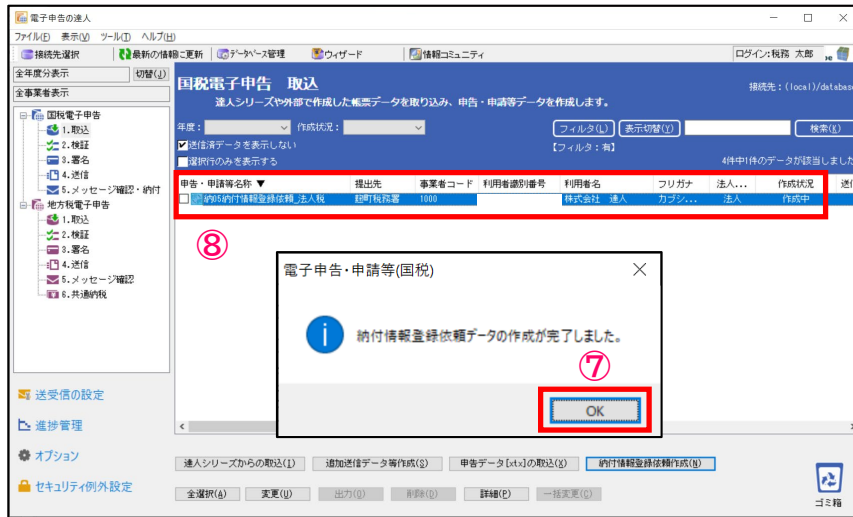 電子申告の達人
ファイル(F) 表示(V) ツール(T) ヘルプ(H)
接続先選択 最新の情報に更新 データベース管理 ウィザード 情報コミュニティ ログイン:税務 太郎
全年度分表示 切替(J)
全事業者表示
国税電子申告
1.取込
2.検証
3.署名
4.送信
5.メッセージ確認・納付
地方税電子申告
1.取込
2.検証
3.署名
4.送信
5.メッセージ確認
6.共通納税
国税電子申告 取込 接続先:(local)/database
達人シリーズや外部で作成した帳票データを取り込み、申告・申請等データを作成します。
年度: 作成状況: フィルタ(L) 表示切替(Y) 検索(K)
送信済データを表示しない 【フィルタ:有】
選択行のみを表示する 4件中1件のデータが該当しました
申告・申請等名称 ▼ 提出先 事業者コード 利用者識別番号 利用者名 フリガナ 法人... 作成状況 送
納05納付情報登録依頼_法人税 麹町税務署 1000 株式会社 達人 カブシ... 法人 作成中
⑧
電子申告・申請等(国税)
納付情報登録依頼データの作成が完了しました。
⑦
OK
送受信の設定
進捗管理
オプション
セキュリティ例外設定
達人シリーズからの取込(I) 追加送信データ等作成(S) 申告データ[xtx]の取込(X) 納付情報登録依頼作成(N)
全選択(A) 変更(U) 出力(O) 削除(D) 詳細(P) 一括変更(C)
ゴミ箱